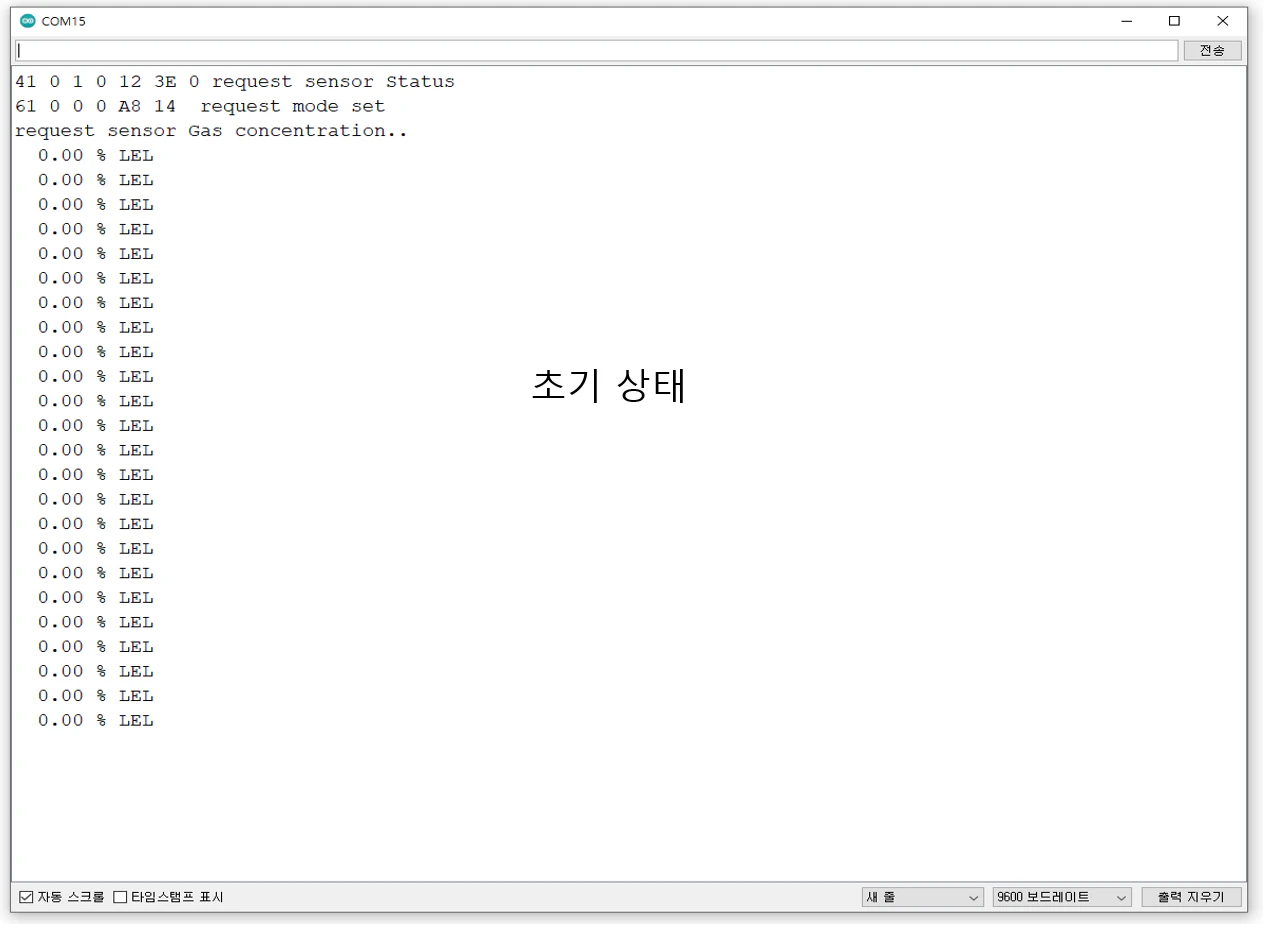 COM15
전송
41 0 1 0 12 3E 0 request sensor Status
61 0 0 0 A8 14  request mode set
request sensor Gas concentration..
0.00 % LEL
0.00 % LEL
0.00 % LEL
0.00 % LEL
0.00 % LEL
0.00 % LEL
0.00 % LEL
0.00 % LEL
0.00 % LEL
0.00 % LEL
초기 상태
0.00 % LEL
0.00 % LEL
0.00 % LEL
0.00 % LEL
0.00 % LEL
0.00 % LEL
0.00 % LEL
0.00 % LEL
0.00 % LEL
0.00 % LEL
0.00 % LEL
0.00 % LEL
0.00 % LEL
0.00 % LEL
자동 스크롤 타임스탬프 표시 새 줄 9600 보드레이트 출력 지우기